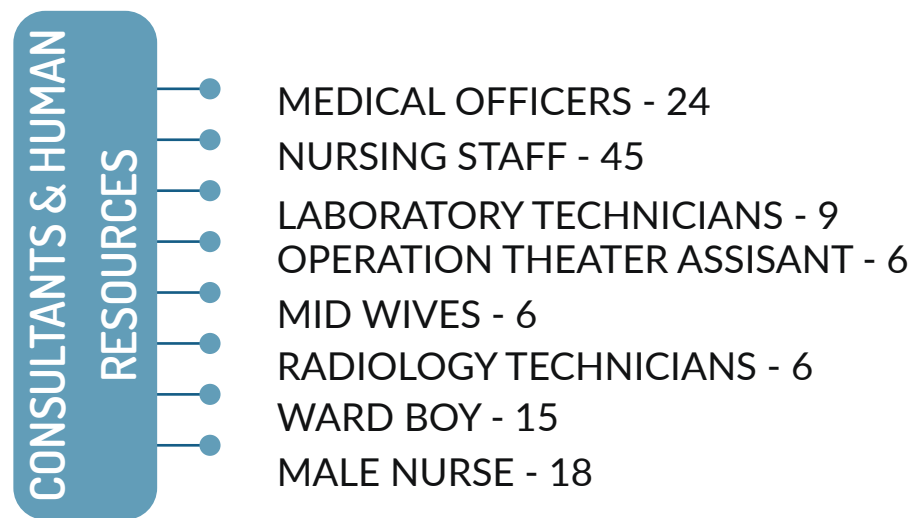 CONSULTANTS & HUMAN
RESOURCES
MEDICAL OFFICERS - 24
NURSING STAFF - 45
LABORATORY TECHNICIANS - 9
OPERATION THEATER ASSISANT - 6
MID WIVES - 6
RADIOLOGY TECHNICIANS - 6
WARD BOY - 15
MALE NURSE - 18